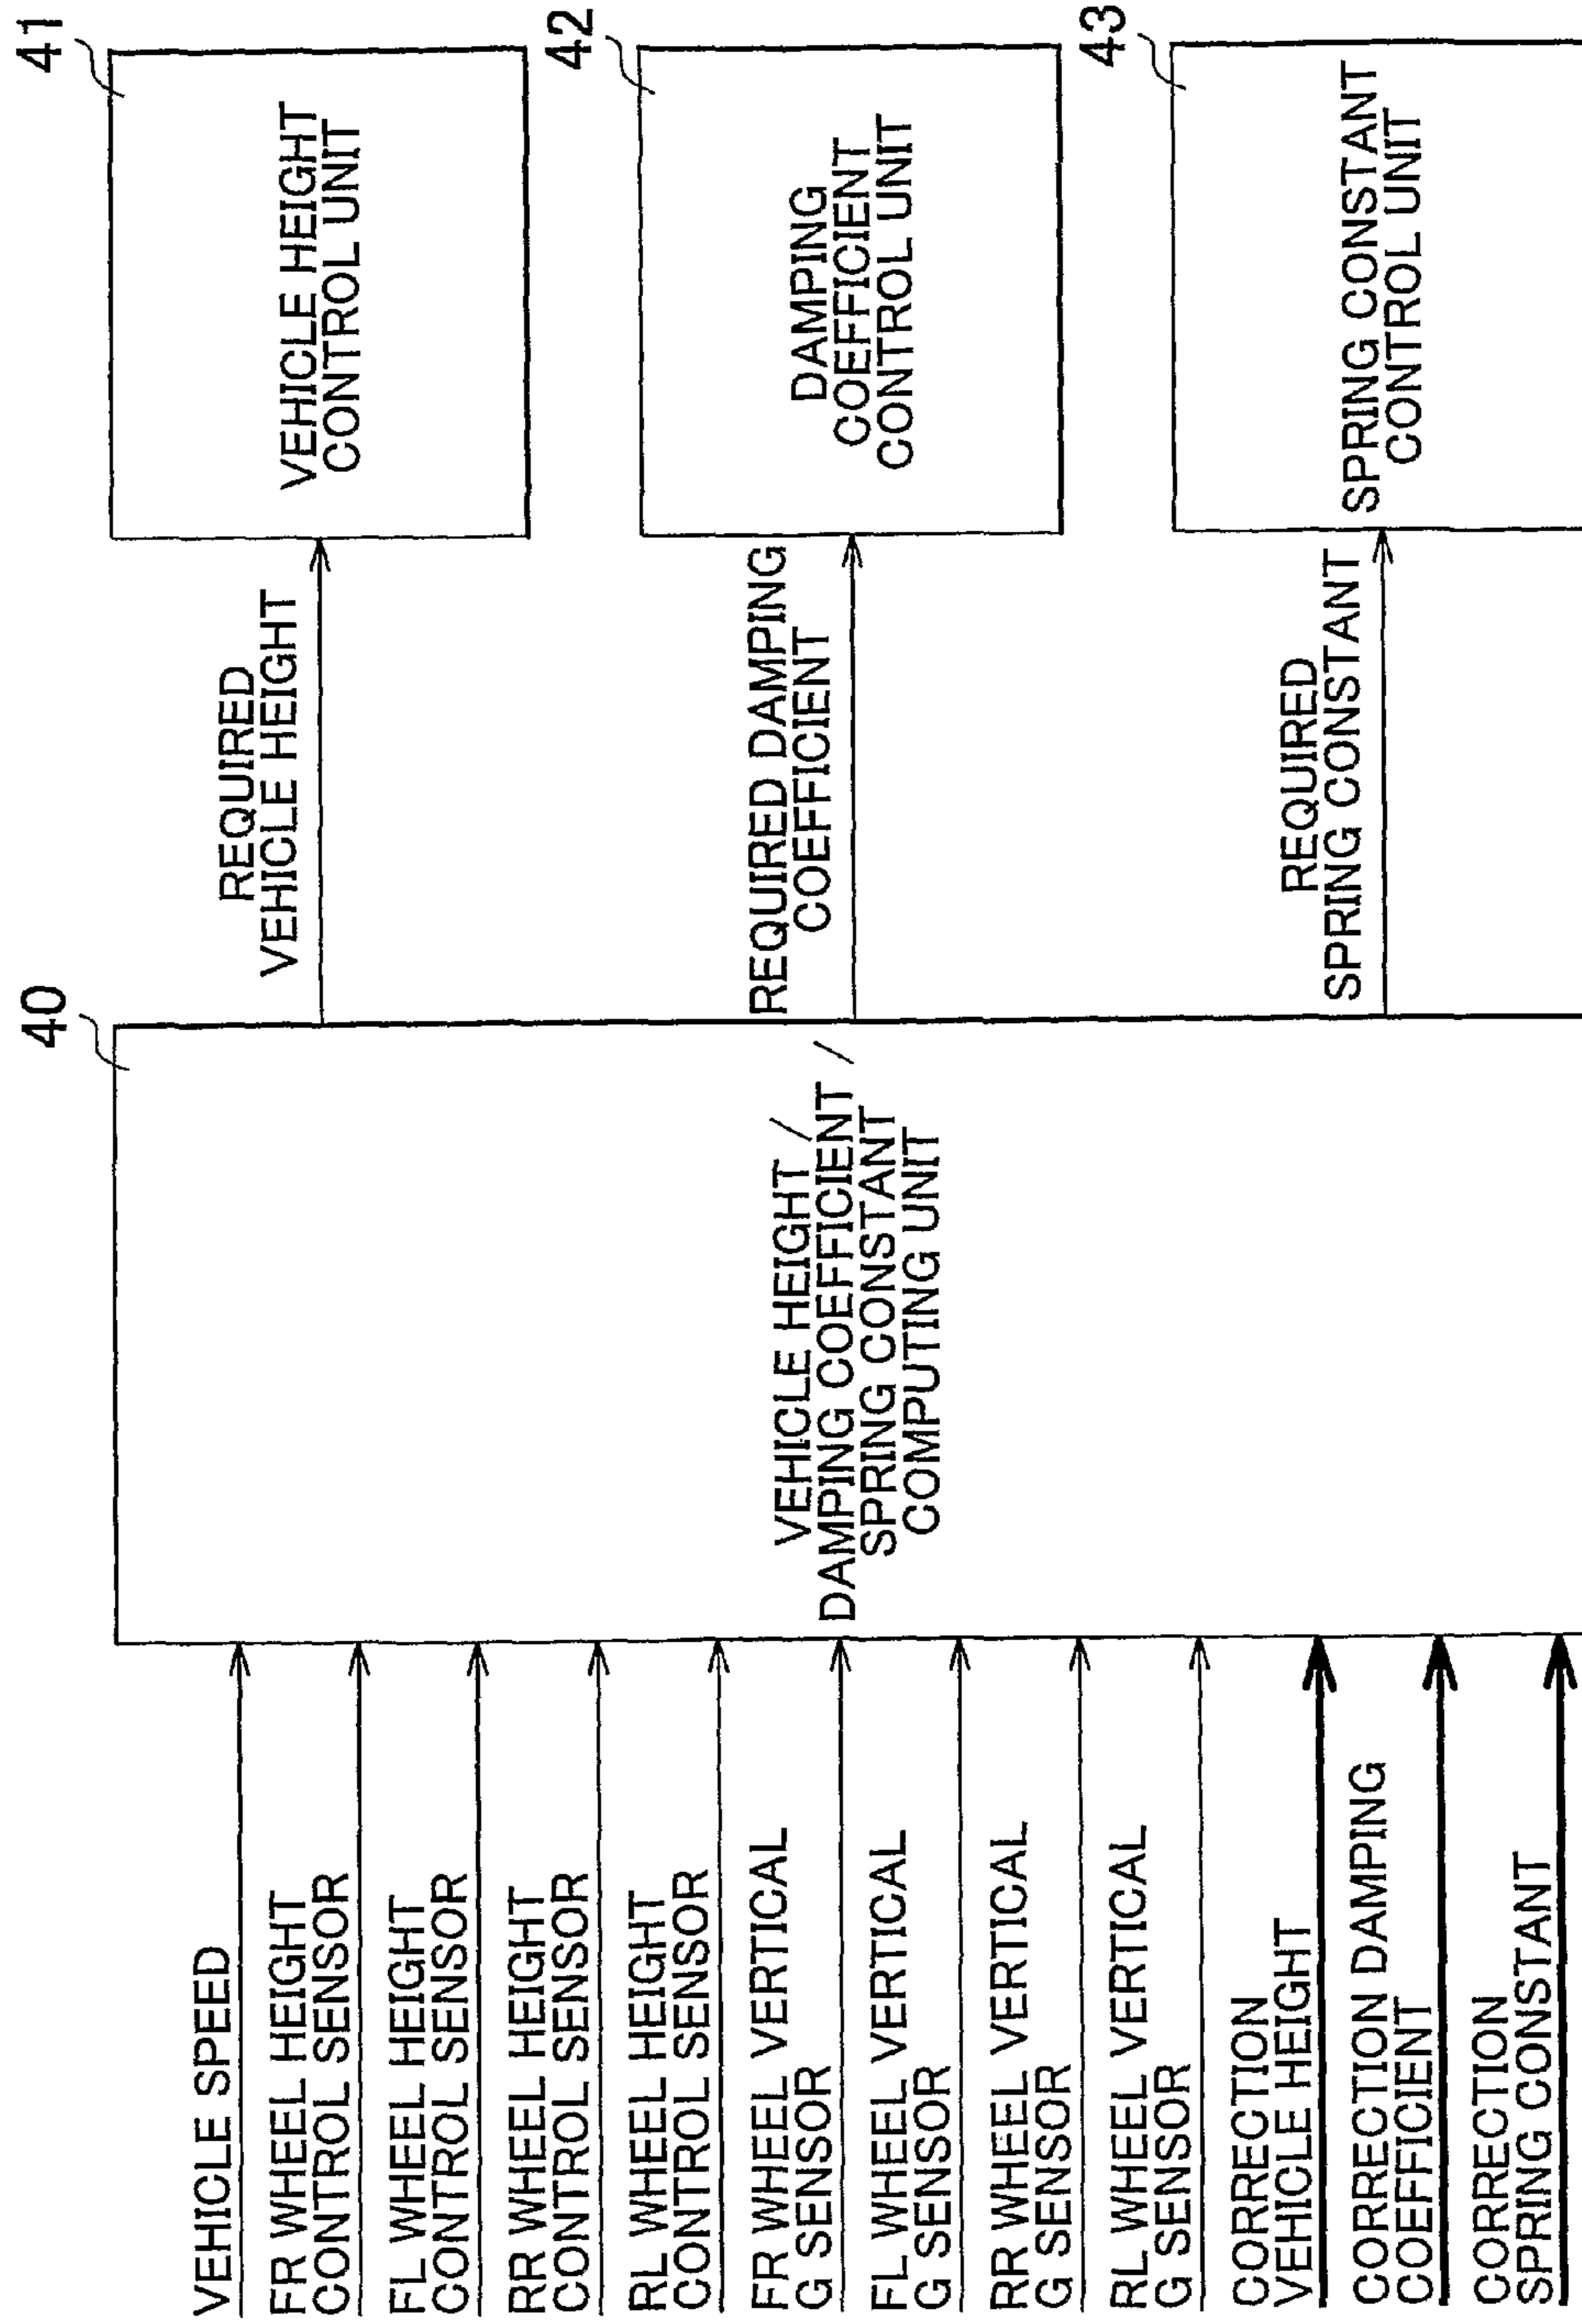 VEHICLE SPEED
FR WHEEL HEIGHT
CONTROL SENSOR
FL WHEEL HEIGHT
CONTROL SENSOR
RR WHEEL HEIGHT
CONTROL SENSOR
RL WHEEL HEIGHT
CONTROL SENSOR
FR WHEEL VERTICAL
G SENSOR
FL WHEEL VERTICAL
G SENSOR
RR WHEEL VERTICAL
G SENSOR
RL WHEEL VERTICAL
G SENSOR
CORRECTION
VEHICLE HEIGHT
CORRECTION DAMPING
COEFFICIENT
CORRECTION
SPRING CONSTANT
40
VEHICLE HEIGHT /
DAMPING COEFFICIENT /
SPRING CONSTANT
COMPUTING UNIT
REQUIRED
VEHICLE HEIGHT
REQUIRED DAMPING
COEFFICIENT
REQUIRED
SPRING CONSTANT
41
VEHICLE HEIGHT
CONTROL UNIT
42
DAMPING
COEFFICIENT
CONTROL UNIT
43
SPRING CONSTANT
CONTROL UNIT